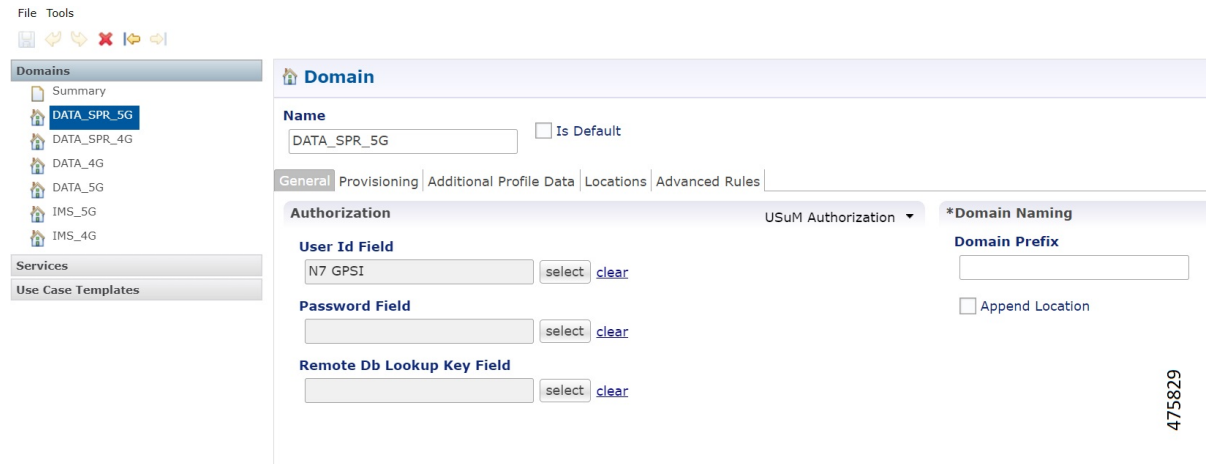 File Tools
Domains
Summary
DATA_SPR_5G
DATA_SPR_4G
DATA_4G
DATA_5G
IMS_5G
IMS_4G
Services
Use Case Templates
Domain
Name
DATA_SPR_5G
Is Default
General Provisioning Additional Profile Data Locations Advanced Rules
Authorization USuM Authorization
User Id Field
N7 GPSI select clear
Password Field
select clear
Remote Db Lookup Key Field
select clear
*Domain Naming
Domain Prefix
Append Location
475829